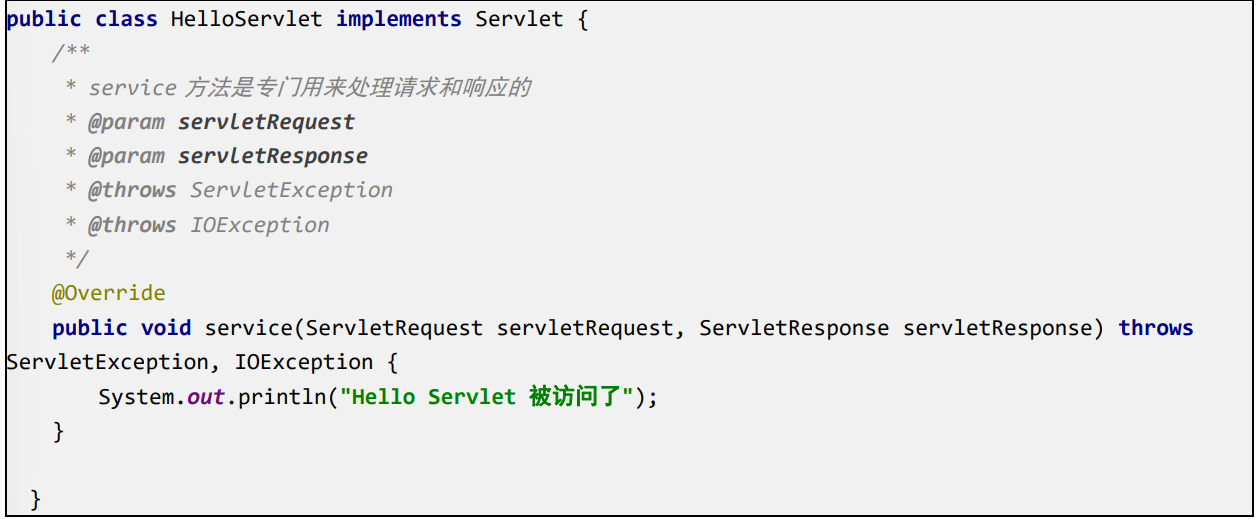 public class HelloServlet implements Servlet {
/**
* service 方法是专门用来处理请求和响应的
* @param servletRequest
* @param servletResponse
* @throws ServletException
* @throws IOException
*/
@Override
public void service(ServletRequest servletRequest, ServletResponse servletResponse) throws
ServletException, IOException {
System.out.println("Hello Servlet 被访问了");
}
}